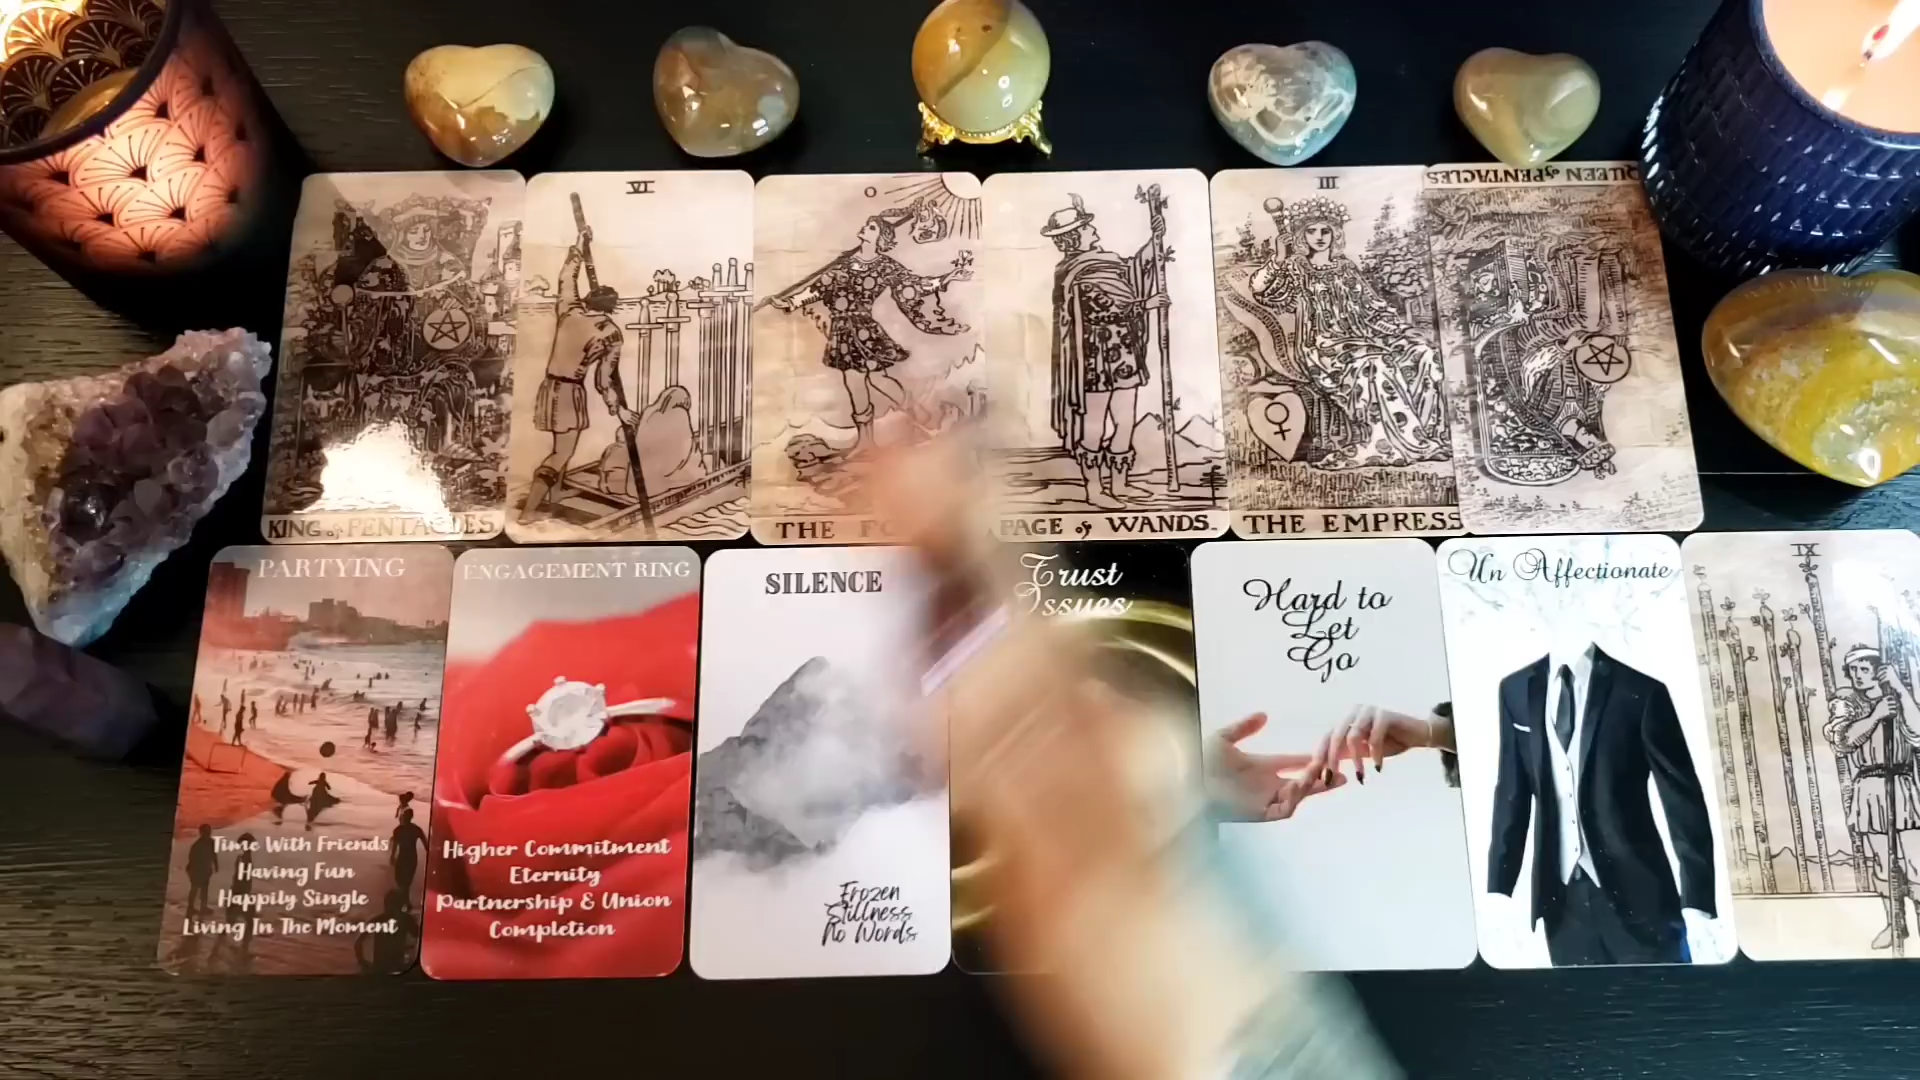 KING of PENTACLES
VI
O
THE FO
PAGE of WANDS.
III
THE EMPRESS
QUEEN of PENTACLES
PARTYING
Time With Friends
Having Fun
Happily Single
Living In The Moment
ENGAGEMENT RING
Higher Commitment
Eternity
Partnership & Union
Completion
SILENCE
Frozen
Stillness
No Words
Trust
Issues
Hard to
Let
Go
Un Affectionate
IX